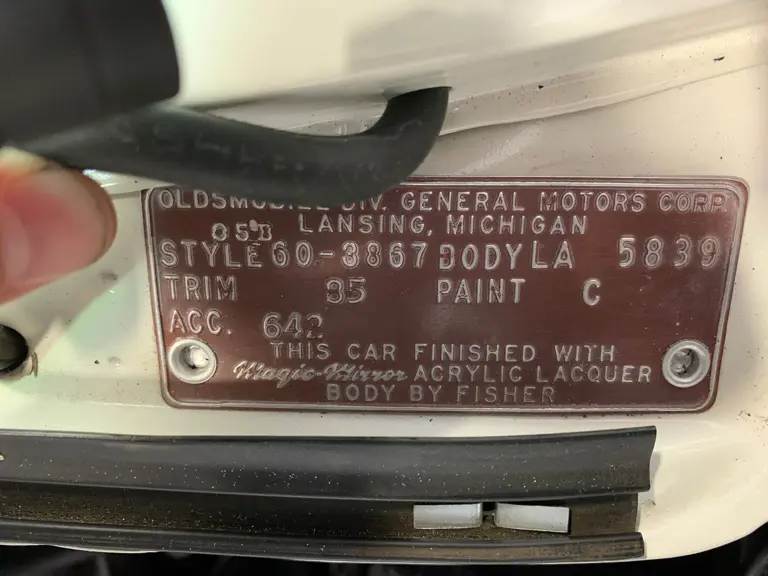 OLDSMOBILE DIV. GENERAL MOTORS CORP.
LANSING, MICHIGAN
05B
STYLE 60-3867 BODY LA 5839
TRIM 95 PAINT C
ACC. 642
THIS CAR FINISHED WITH
Magic-Mirror ACRYLIC LACQUER
BODY BY FISHER